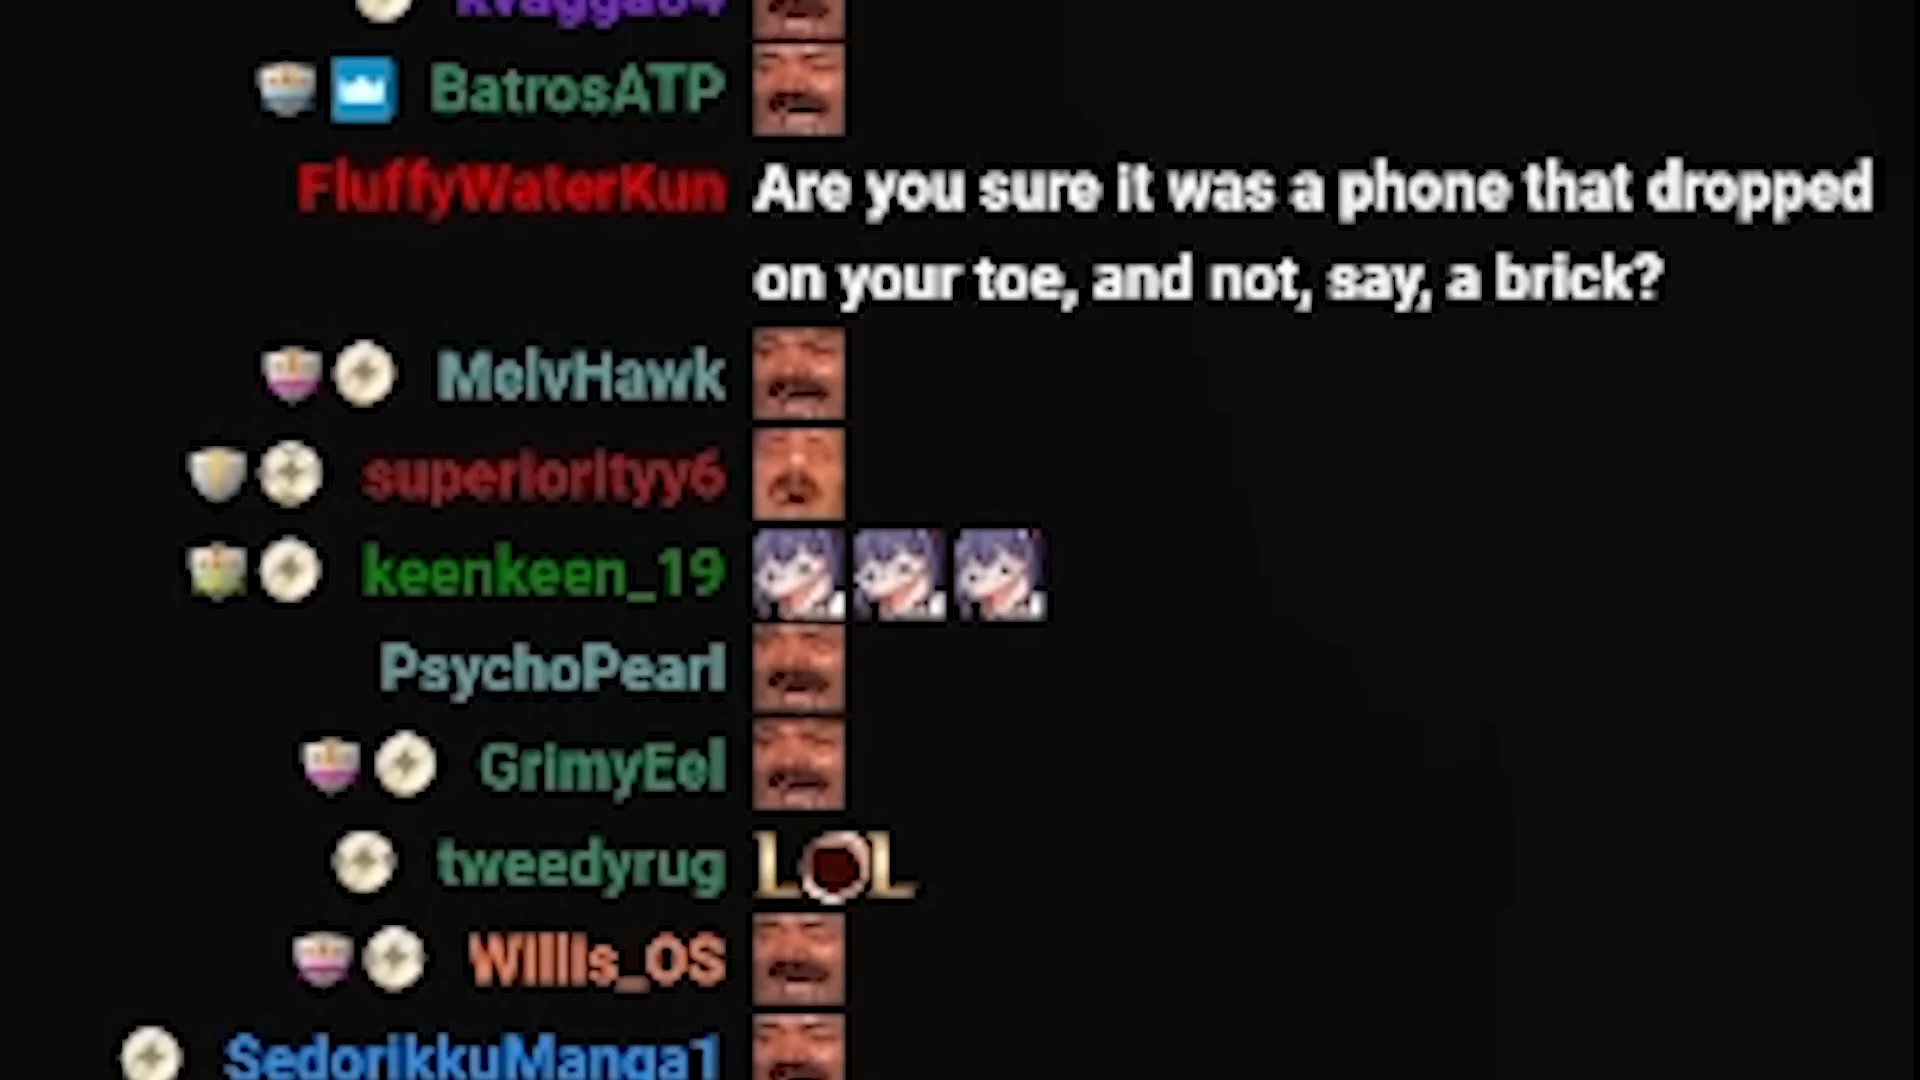 kvagga64
BatrosATP
FluffyWaterKun Are you sure it was a phone that dropped
on your toe, and not, say, a brick?
MelvHawk
superiorityy6
keenkeen_19
PsychoPearl
GrimyEel
tweedyrug LOL
Willis_OS
SedorikkuManga1